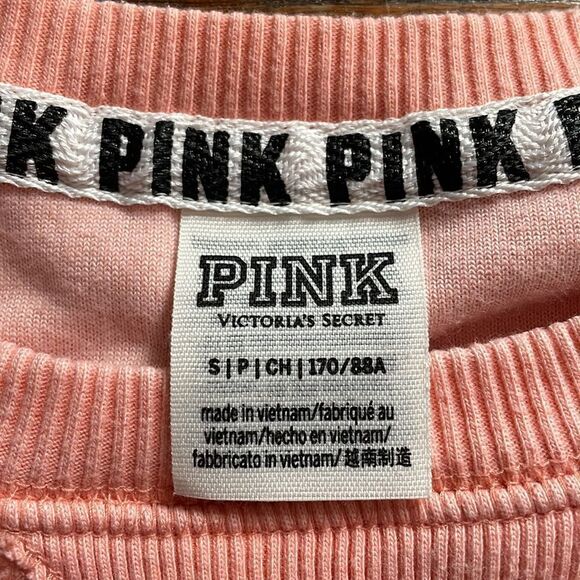 K PINK PINK
PINK
VICTORIA'S SECRET
S | P | CH | 170/88A
made in vietnam/fabriqué au
vietnam/hecho en vietnam/
fabbricato in vietnam/越南制造